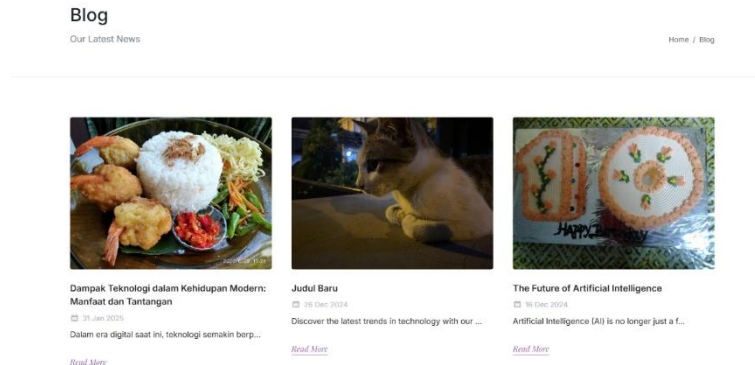 Blog
Our Latest News
Home / Blog
HAPPY
Dampak Teknologi dalam Kehidupan Modern:
Manfaat dan Tantangan
31 Jan 2025
Dalam era digital saat ini, teknologi semakin berp...
Read More
Judul Baru
26 Dec 2024
Discover the latest trends in technology with our ...
Read More
The Future of Artificial Intelligence
16 Dec 2024
Artificial Intelligence (AI) is no longer just a f...
Read More